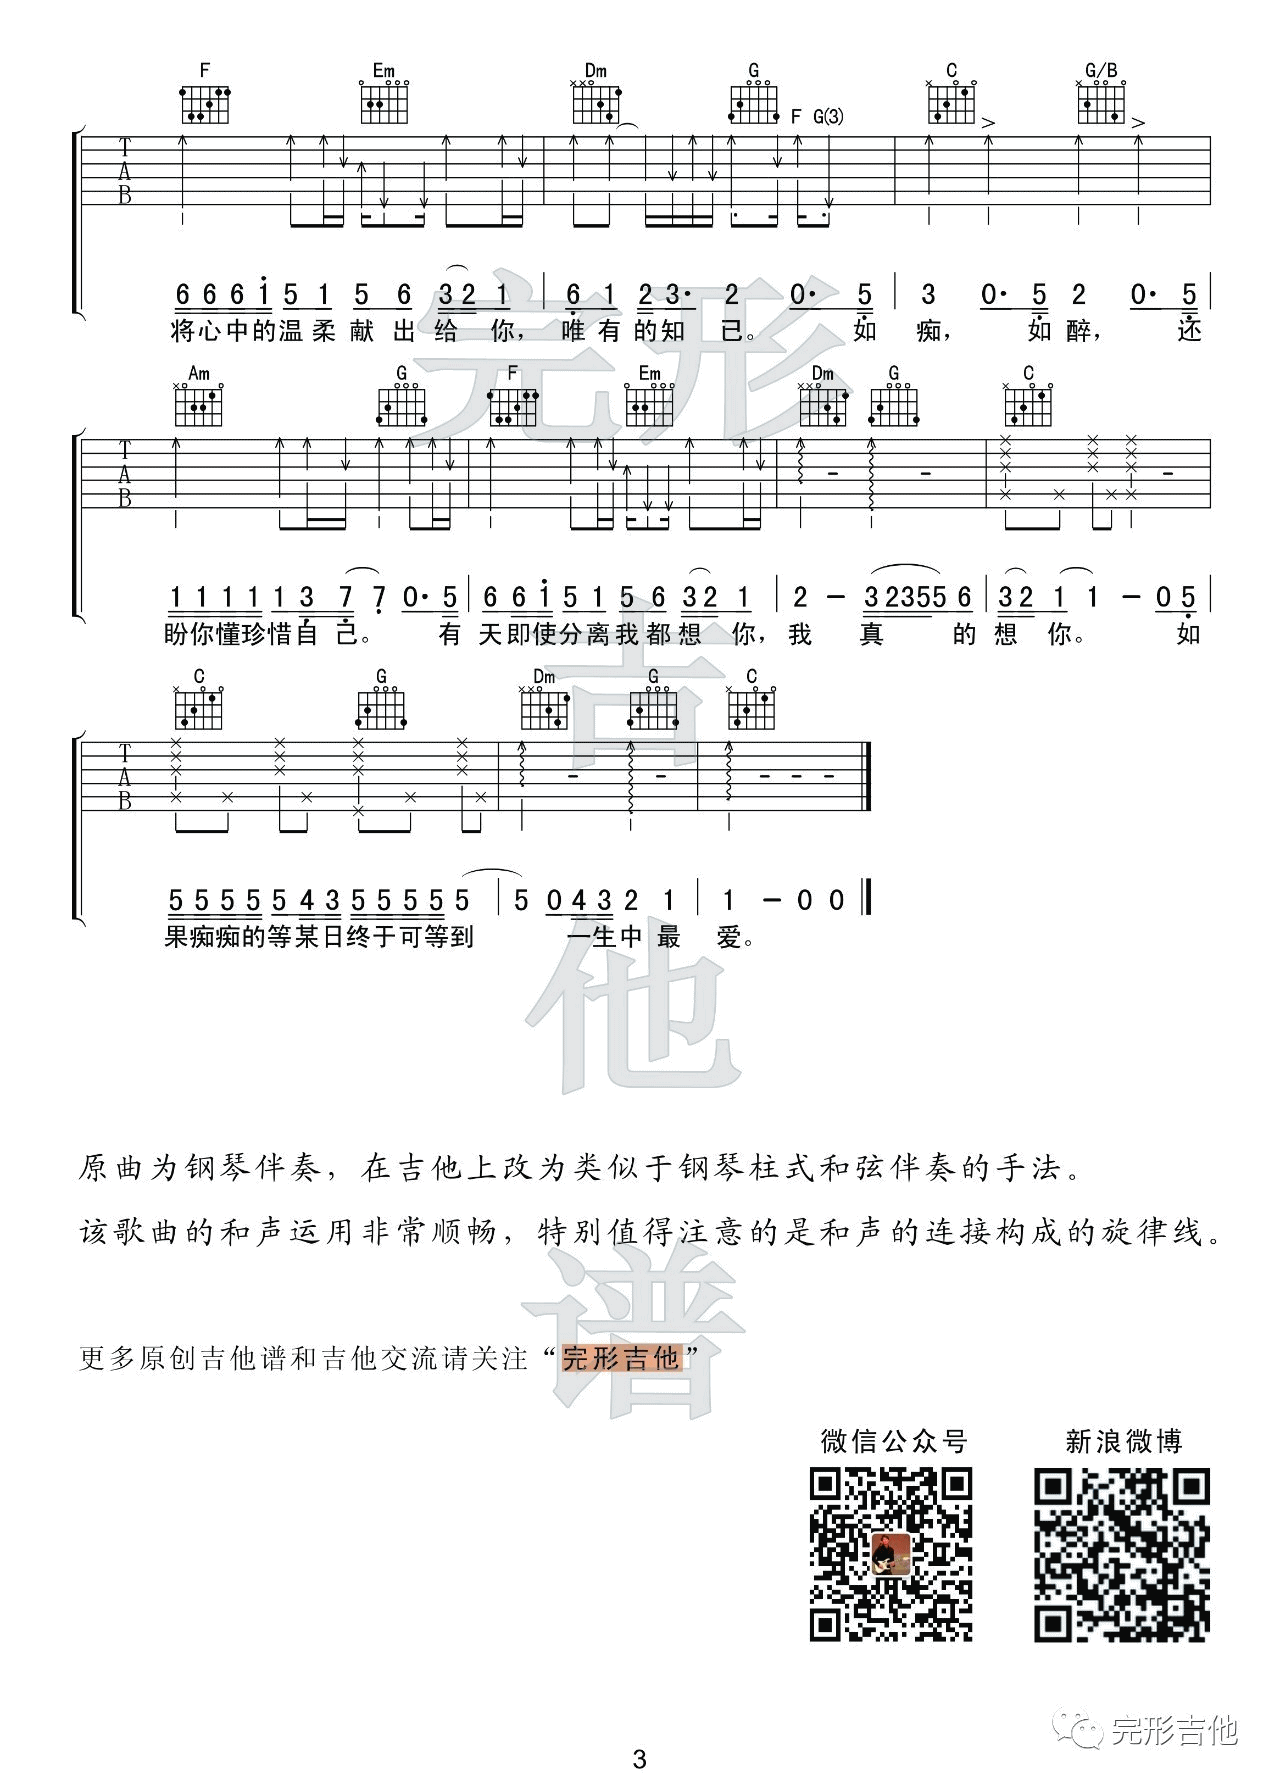 F Em Dm G F G(3) C G/B
T
A
B
6 6 6 1 5 1 5 6 3 2 1 6 1 2 3· 2 0· 5 3 0· 5 2 0· 5
将心中的温柔献出给你，唯有的知已。如痴，如醉，还
Am G F Em Dm G C
T
A
B
1 1 1 1 1 3 7 7 0· 5 6 6 1 5 1 5 6 3 2 1 2 - 3 2 3 5 5 6 3 2 1 1 - 0 5
盼你懂珍惜自己。有天即使分离我都想你，我真的想你。如
C G Dm G C
T
A
B
5 5 5 5 5 4 3 5 5 5 5 5 5 0 4 3 2 1 1 - 0 0
果痴痴的等某日终于可等到 一生中最爱。
完形
吉
他
谱
原曲为钢琴伴奏，在吉他上改为类似于钢琴柱式和弦伴奏的手法。
该歌曲的和声运用非常顺畅，特别值得注意的是和声的连接构成的旋律线。
更多原创吉他谱和吉他交流请关注“完形吉他”
微信公众号 新浪微博
完形吉他
3